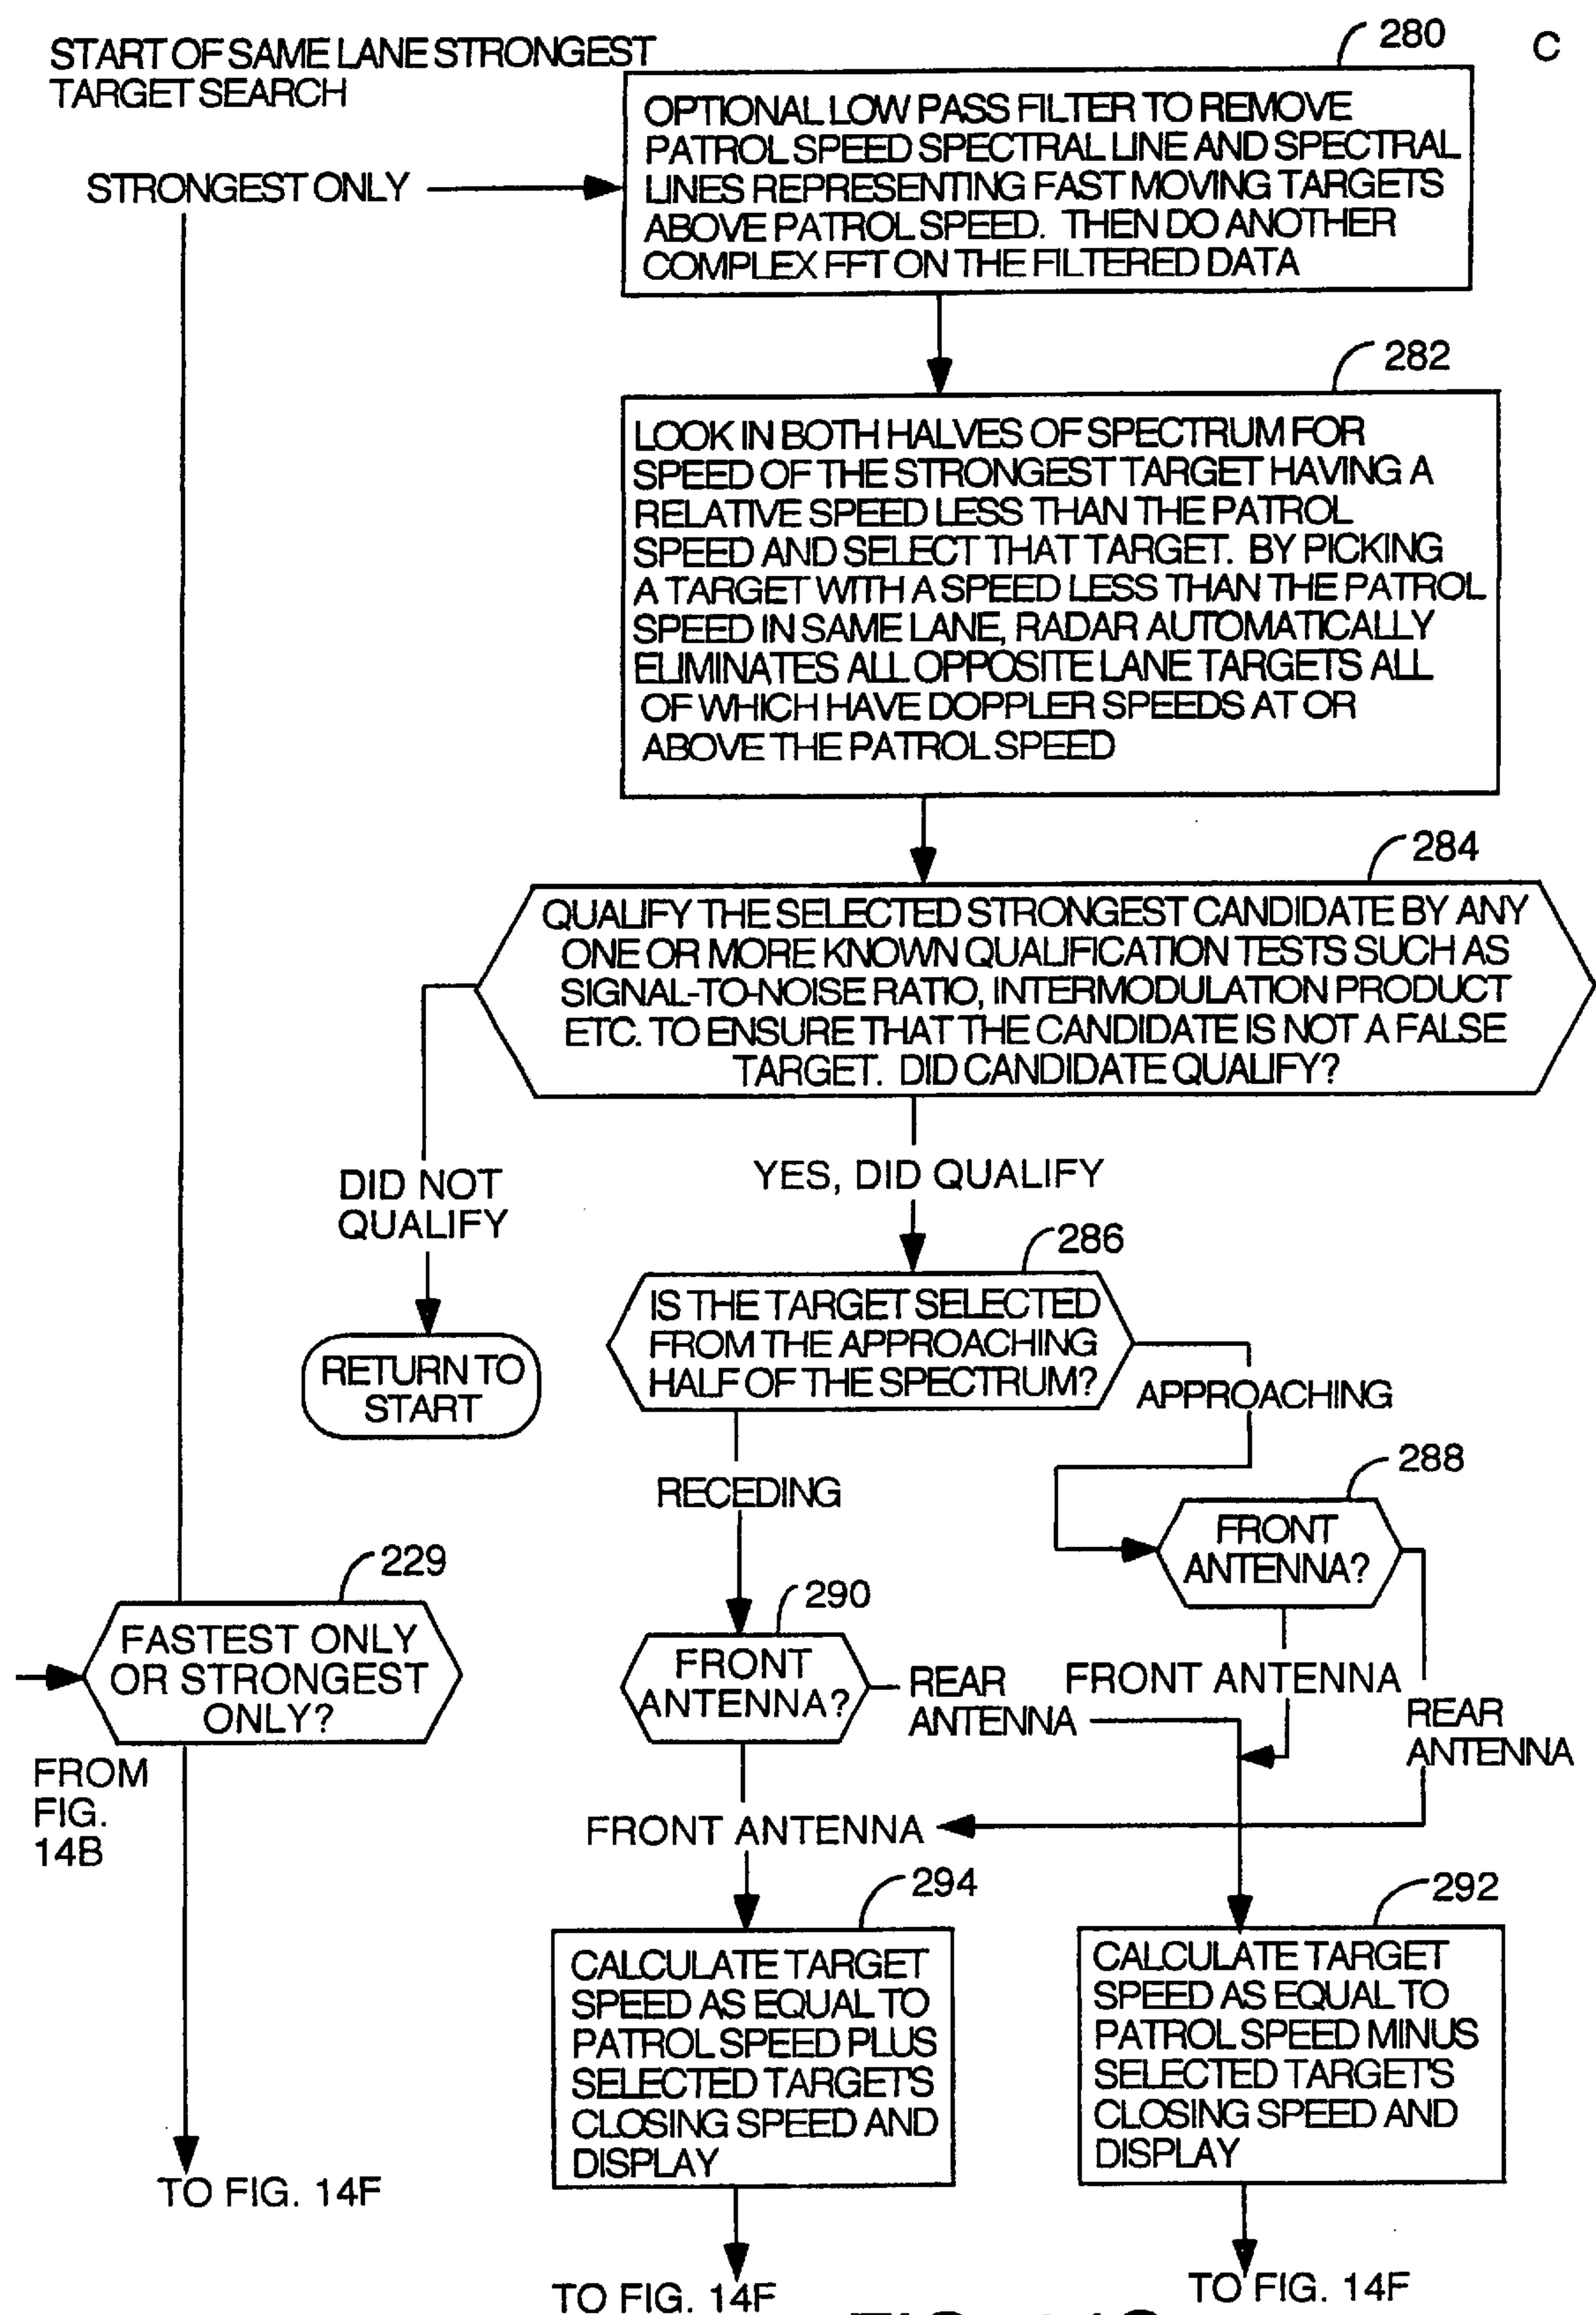 START OF SAME LANE STRONGEST
TARGET SEARCH
280
C
STRONGEST ONLY
OPTIONAL LOW PASS FILTER TO REMOVE
PATROL SPEED SPECTRAL LINE AND SPECTRAL
LINES REPRESENTING FAST MOVING TARGETS
ABOVE PATROL SPEED. THEN DO ANOTHER
COMPLEX FFT ON THE FILTERED DATA
282
LOOK IN BOTH HALVES OF SPECTRUM FOR
SPEED OF THE STRONGEST TARGET HAVING A
RELATIVE SPEED LESS THAN THE PATROL
SPEED AND SELECT THAT TARGET. BY PICKING
A TARGET WITH A SPEED LESS THAN THE PATROL
SPEED IN SAME LANE, RADAR AUTOMATICALLY
ELIMINATES ALL OPPOSITE LANE TARGETS ALL
OF WHICH HAVE DOPPLER SPEEDS AT OR
ABOVE THE PATROL SPEED
284
QUALIFY THE SELECTED STRONGEST CANDIDATE BY ANY
ONE OR MORE KNOWN QUALIFICATION TESTS SUCH AS
SIGNAL-TO-NOISE RATIO, INTERMODULATION PRODUCT
ETC. TO ENSURE THAT THE CANDIDATE IS NOT A FALSE
TARGET. DID CANDIDATE QUALIFY?
DID NOT
QUALIFY
YES, DID QUALIFY
RETURN TO
START
286
IS THE TARGET SELECTED
FROM THE APPROACHING
HALF OF THE SPECTRUM?
APPROACHING
RECEDING
288
FRONT
ANTENNA?
229
FASTEST ONLY
OR STRONGEST
ONLY?
FROM
FIG.
14B
290
FRONT
ANTENNA?
REAR
ANTENNA
FRONT ANTENNA
REAR
ANTENNA
FRONT ANTENNA
294
CALCULATE TARGET
SPEED AS EQUAL TO
PATROL SPEED PLUS
SELECTED TARGET'S
CLOSING SPEED AND
DISPLAY
292
CALCULATE TARGET
SPEED AS EQUAL TO
PATROL SPEED MINUS
SELECTED TARGET'S
CLOSING SPEED AND
DISPLAY
TO FIG. 14F
TO FIG. 14F
TO FIG. 14F